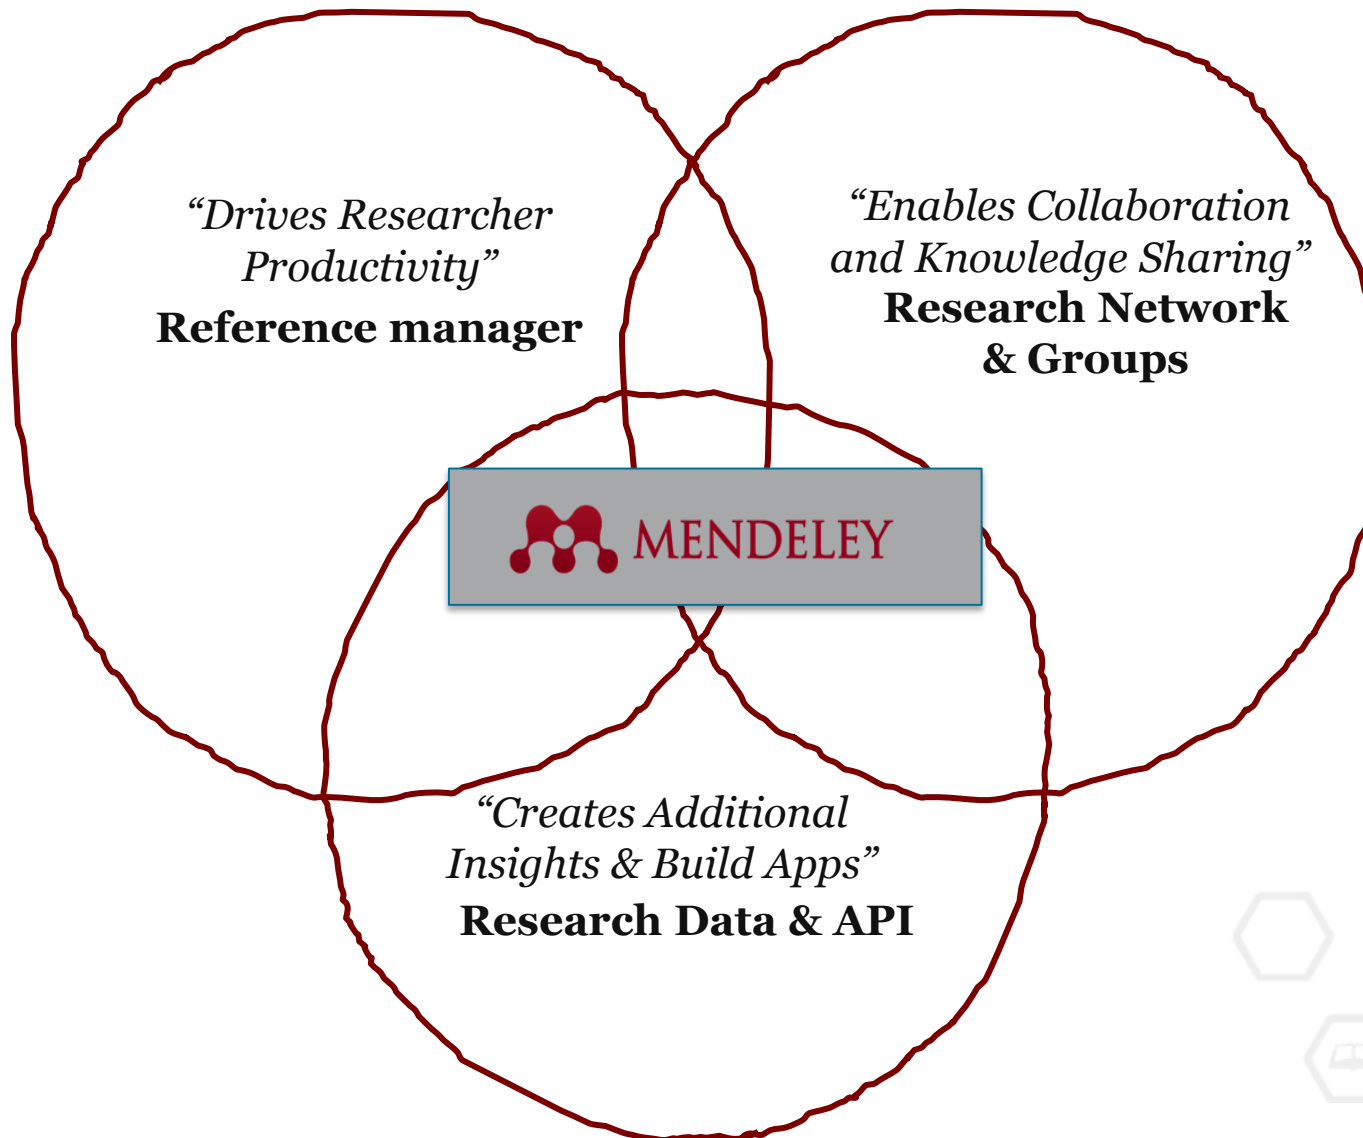 “Drives Researcher
Productivity”
Reference manager
“Enables Collaboration
and Knowledge Sharing”
Research Network
& Groups
MENDELEY
“Creates Additional
Insights & Build Apps”
Research Data & API